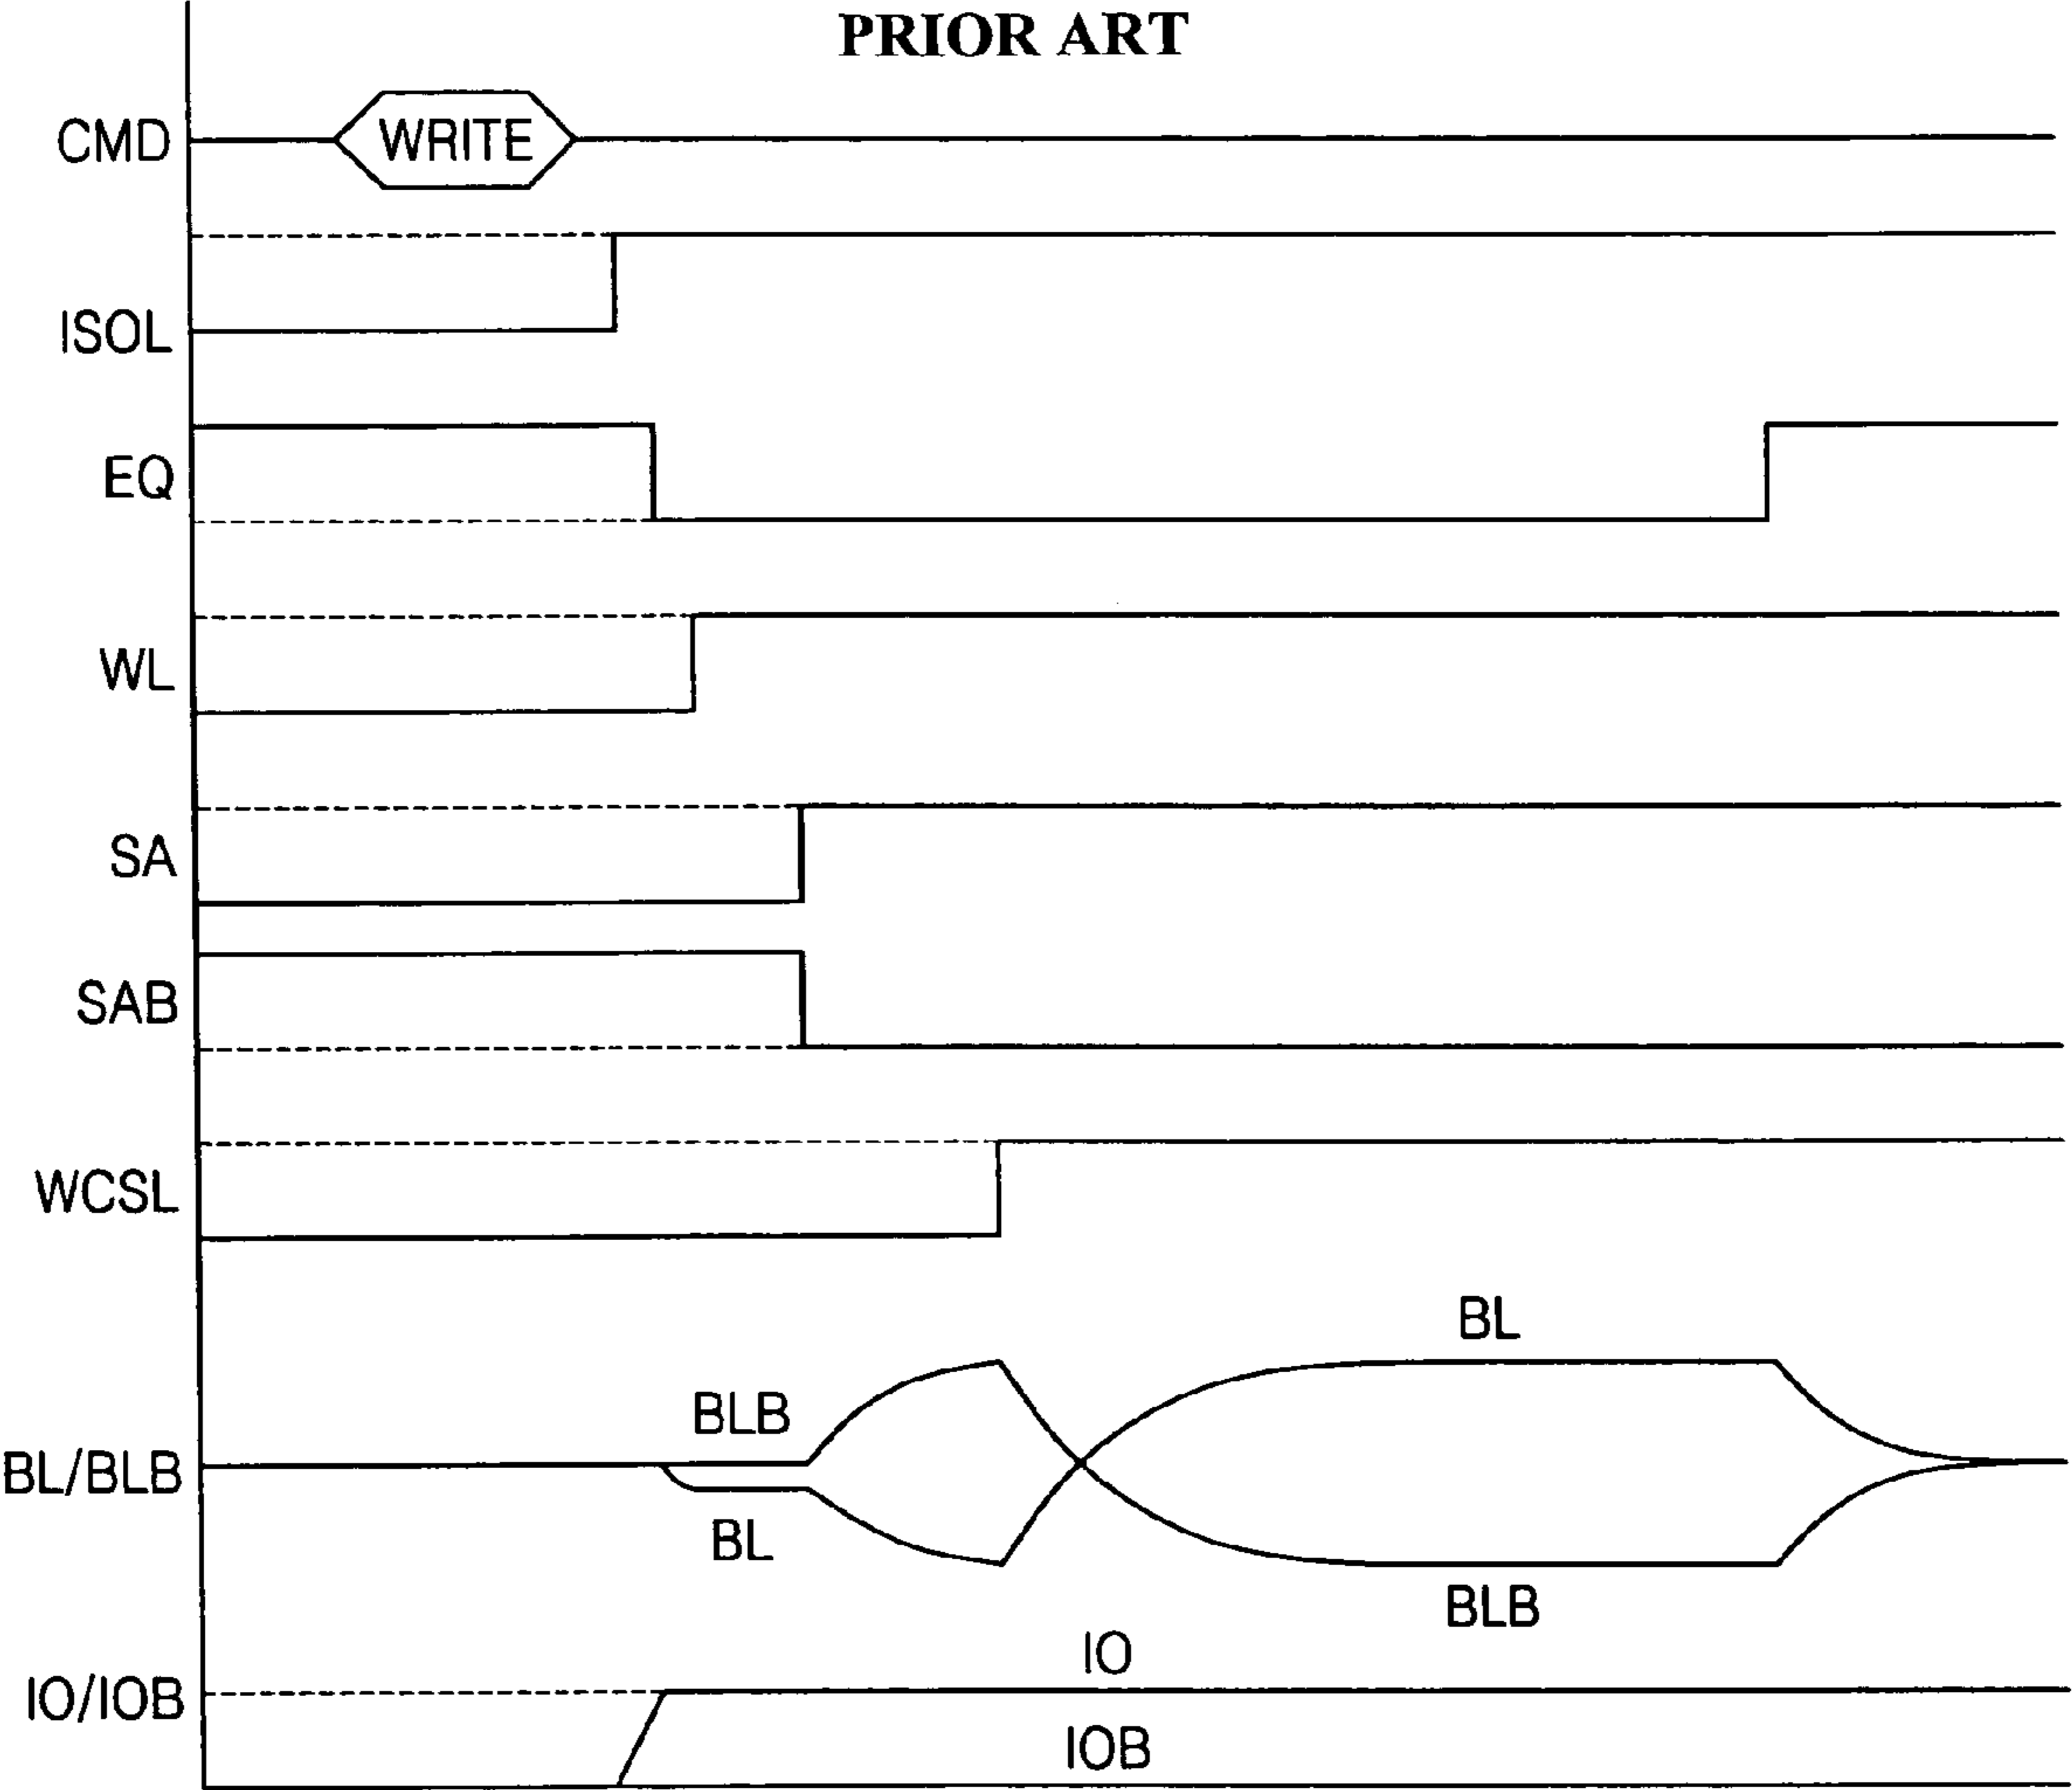 PRIOR ART
CMD
WRITE
ISOL
EQ
WL
SA
SAB
WCSL
BL
BLB
BL/BLB
BL
BLB
IO
IO/IOB
IOB